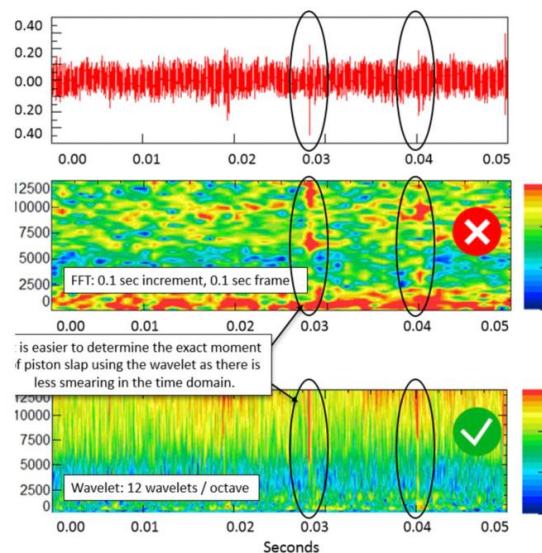 0.40
0.20
0.00
0.20
0.40
0.00 0.01 0.02 0.03 0.04 0.05
12500
10000
7500
5000
2500
0
FFT: 0.1 sec increment, 0.1 sec frame
0.00 0.01 0.02 0.03 0.04 0.05
is easier to determine the exact moment
of piston slap using the wavelet as there is
less smearing in the time domain.
12500
10000
7500
5000
2500
0
Wavelet: 12 wavelets / octave
0.00 0.01 0.02 0.03 0.04 0.05
Seconds